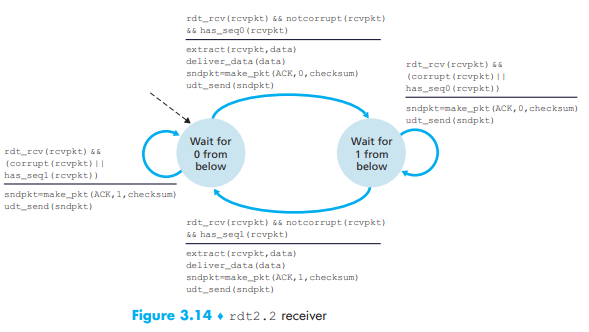 rdt_rcv(rcvpkt) && notcorrupt(rcvpkt)
&& has_seq0(rcvpkt)
extract(rcvpkt,data)
deliver_data(data)
sndpkt=make_pkt(ACK,0,checksum)
udt_send(sndpkt)
rdt_rcv(rcvpkt) &&
(corrupt(rcvpkt)||
has_seq0(rcvpkt))
sndpkt=make_pkt(ACK,0,checksum)
udt_send(sndpkt)
Wait for
0 from
below
Wait for
1 from
below
rdt_rcv(rcvpkt) &&
(corrupt(rcvpkt)||
has_seq1(rcvpkt))
sndpkt=make_pkt(ACK,1,checksum)
udt_send(sndpkt)
rdt_rcv(rcvpkt) && notcorrupt(rcvpkt)
&& has_seq1(rcvpkt)
extract(rcvpkt,data)
deliver_data(data)
sndpkt=make_pkt(ACK,1,checksum)
udt_send(sndpkt)
Figure 3.14 ♦ rdt2.2 receiver